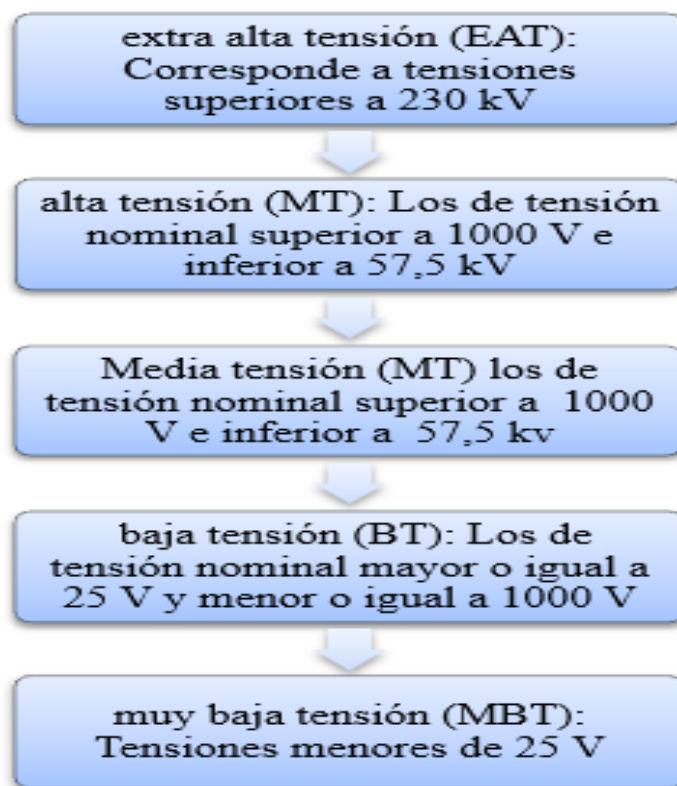 extra alta tensión (EAT):
Corresponde a tensiones
superiores a 230 kV
alta tensión (MT): Los de tensión
nominal superior a 1000 V e
inferior a 57,5 kV
Media tensión (MT) los de
tensión nominal superior a 1000
V e inferior a 57,5 kv
baja tensión (BT): Los de
tensión nominal mayor o igual a
25 V y menor o igual a 1000 V
muy baja tensión (MBT):
Tensiones menores de 25 V